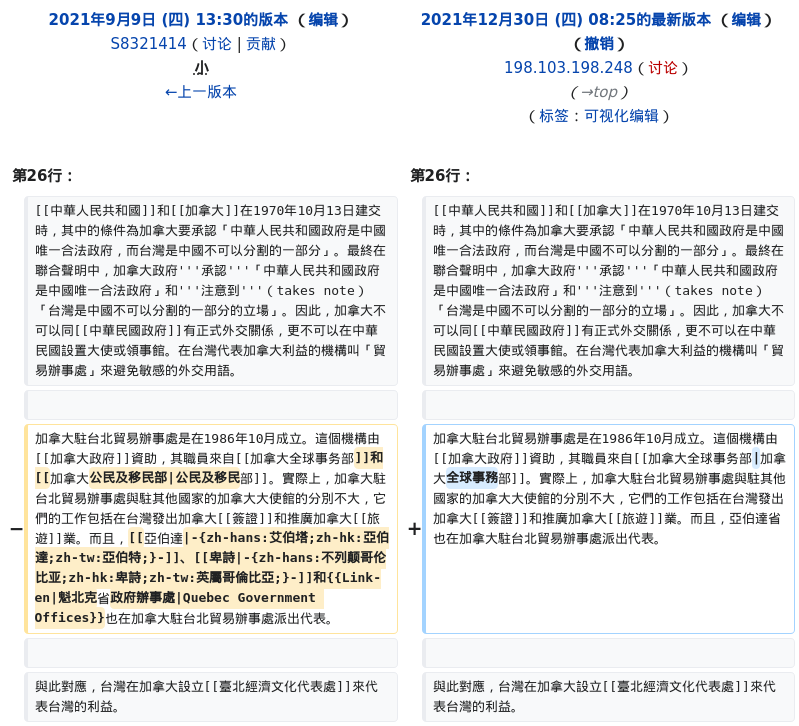 2021年9月9日 (四) 13:30的版本 （编辑）
S8321414（讨论 | 贡献）
小
←上一版本
2021年12月30日 (四) 08:25的最新版本 （编辑）
（撤销）
198.103.198.248（讨论）
（→top）
（标签：可视化编辑）
第26行：
第26行：
[[中華人民共和國]]和[[加拿大]]在1970年10月13日建交
時，其中的條件為加拿大要承認「中華人民共和國政府是中國
唯一合法政府，而台灣是中國不可以分割的一部分」。最終在
聯合聲明中，加拿大政府'''承認'''「中華人民共和國政府
是中國唯一合法政府」和'''注意到'''（takes note）
「台灣是中國不可以分割的一部分的立場」。因此，加拿大不
可以同[[中華民國政府]]有正式外交關係，更不可以在中華
民國設置大使或領事館。在台灣代表加拿大利益的機構叫「貿
易辦事處」來避免敏感的外交用語。
[[中華人民共和國]]和[[加拿大]]在1970年10月13日建交
時，其中的條件為加拿大要承認「中華人民共和國政府是中國
唯一合法政府，而台灣是中國不可以分割的一部分」。最終在
聯合聲明中，加拿大政府'''承認'''「中華人民共和國政府
是中國唯一合法政府」和'''注意到'''（takes note）
「台灣是中國不可以分割的一部分的立場」。因此，加拿大不
可以同[[中華民國政府]]有正式外交關係，更不可以在中華
民國設置大使或領事館。在台灣代表加拿大利益的機構叫「貿
易辦事處」來避免敏感的外交用語。
−
加拿大駐台北貿易辦事處是在1986年10月成立。這個機構由
[[加拿大政府]]資助，其職員來自[[加拿大全球事务部]]和
[[加拿大公民及移民部|公民及移民部]]。實際上，加拿大駐
台北貿易辦事處與駐其他國家的加拿大大使館的分別不大，它
們的工作包括在台灣發出加拿大[[簽證]]和推廣加拿大[[旅
遊]]業。而且，[[亞伯達|-{zh-hans:艾伯塔;zh-hk:亞伯
達;zh-tw:亞伯特;}-]]、[[卑詩|-{zh-hans:不列颠哥伦
比亚;zh-hk:卑詩;zh-tw:英屬哥倫比亞;}-]]和{{Link-
en|魁北克省政府辦事處|Quebec Government
Offices}}也在加拿大駐台北貿易辦事處派出代表。
+
加拿大駐台北貿易辦事處是在1986年10月成立。這個機構由
[[加拿大政府]]資助，其職員來自[[加拿大全球事务部|加拿
大全球事務部]]。實際上，加拿大駐台北貿易辦事處與駐其他
國家的加拿大大使館的分別不大，它們的工作包括在台灣發出
加拿大[[簽證]]和推廣加拿大[[旅遊]]業。而且，亞伯達省
也在加拿大駐台北貿易辦事處派出代表。
與此對應，台灣在加拿大設立[[臺北經濟文化代表處]]來代
表台灣的利益。
與此對應，台灣在加拿大設立[[臺北經濟文化代表處]]來代
表台灣的利益。